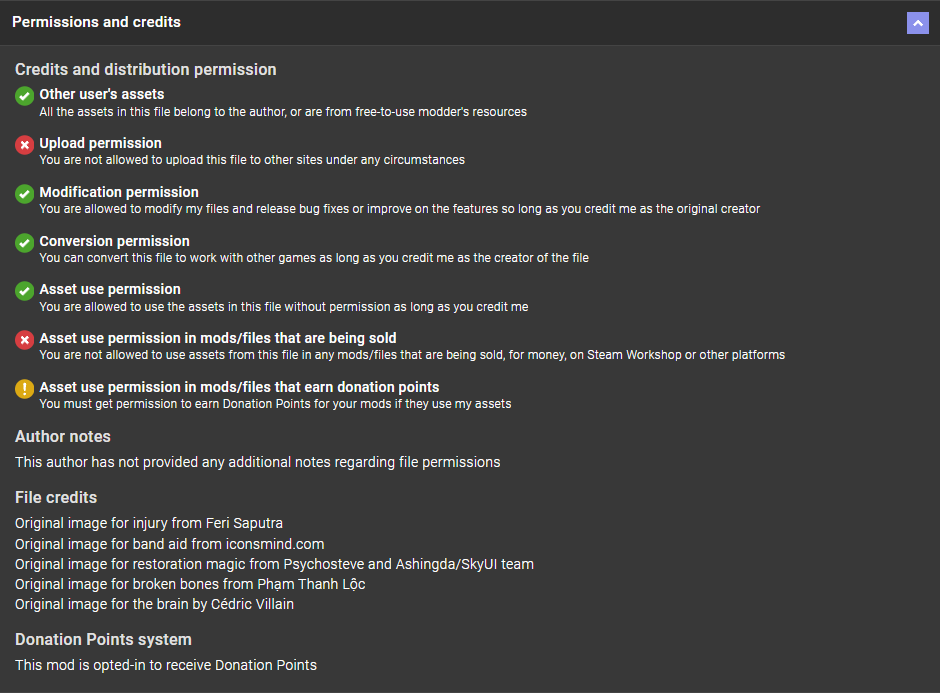 Permissions and credits
Credits and distribution permission
Other user's assets
All the assets in this file belong to the author, or are from free-to-use modder's resources
Upload permission
You are not allowed to upload this file to other sites under any circumstances
Modification permission
You are allowed to modify my files and release bug fixes or improve on the features so long as you credit me as the original creator
Conversion permission
You can convert this file to work with other games as long as you credit me as the creator of the file
Asset use permission
You are allowed to use the assets in this file without permission as long as you credit me
Asset use permission in mods/files that are being sold
You are not allowed to use assets from this file in any mods/files that are being sold, for money, on Steam Workshop or other platforms
Asset use permission in mods/files that earn donation points
You must get permission to earn Donation Points for your mods if they use my assets
Author notes
This author has not provided any additional notes regarding file permissions
File credits
Original image for injury from Feri Saputra
Original image for band aid from iconsmind.com
Original image for restoration magic from Psychosteve and Ashingda/SkyUI team
Original image for broken bones from Phạm Thanh Lộc
Original image for the brain by Cédric Villain
Donation Points system
This mod is opted-in to receive Donation Points